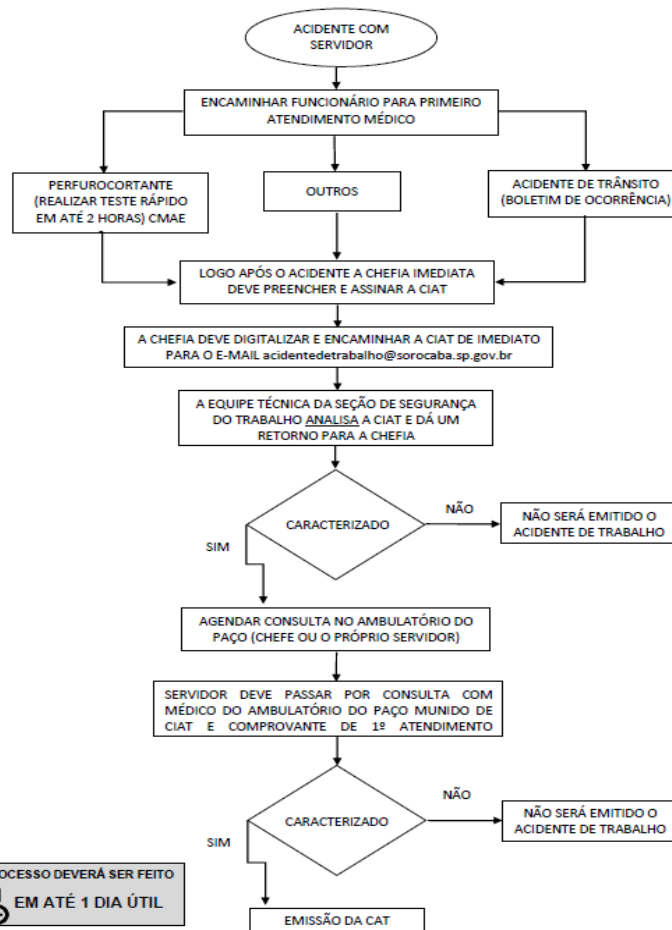 ACIDENTE COM
SERVIDOR
ENCAMINHAR FUNCIONÁRIO PARA PRIMEIRO
ATENDIMENTO MÉDICO
PERFUROCORTANTE
(REALIZAR TESTE RÁPIDO
EM ATÉ 2 HORAS) CMAE
OUTROS
ACIDENTE DE TRÂNSITO
(BOLETIM DE OCORRÊNCIA)
LOGO APÓS O ACIDENTE A CHEFIA IMEDIATA
DEVE PREENCHER E ASSINAR A CIAT
A CHEFIA DEVE DIGITALIZAR E ENCAMINHAR A CIAT DE IMEDIATO
PARA O E-MAIL acidentedetrabalho@sorocaba.sp.gov.br
A EQUIPE TÉCNICA DA SEÇÃO DE SEGURANÇA
DO TRABALHO ANALISA A CIAT E DÁ UM
RETORNO PARA A CHEFIA
CARACTERIZADO
NÃO
NÃO SERÁ EMITIDO O
ACIDENTE DE TRABALHO
SIM
AGENDAR CONSULTA NO AMBULATÓRIO DO
PAÇO (CHEFE OU O PRÓPRIO SERVIDOR)
SERVIDOR DEVE PASSAR POR CONSULTA COM
MÉDICO DO AMBULATÓRIO DO PAÇO MUNIDO DE
CIAT E COMPROVANTE DE 1º ATENDIMENTO
CARACTERIZADO
NÃO
NÃO SERÁ EMITIDO O
ACIDENTE DE TRABALHO
SIM
DEVERÁ SER FEITO
EM ATÉ 1 DIA ÚTIL
EMISSÃO DA CAT